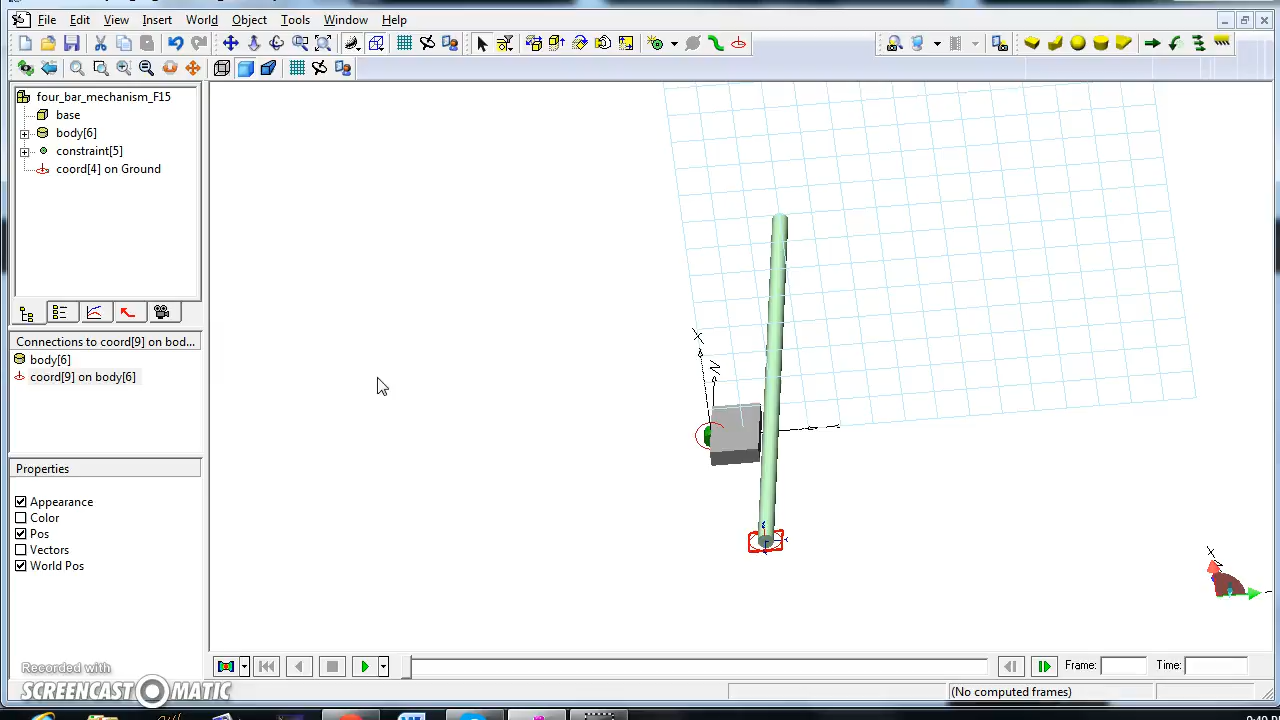 File Edit View Insert World Object Tools Window Help
four_bar_mechanism_F15
base
body[6]
constraint[5]
coord[4] on Ground
Connections to coord[9] on bod...
body[6]
coord[9] on body[6]
Properties
Appearance
Color
Pos
Vectors
World Pos
X
Z
X
Recorded with
SCREENCAST MATIC
Frame: Time:
(No computed frames)